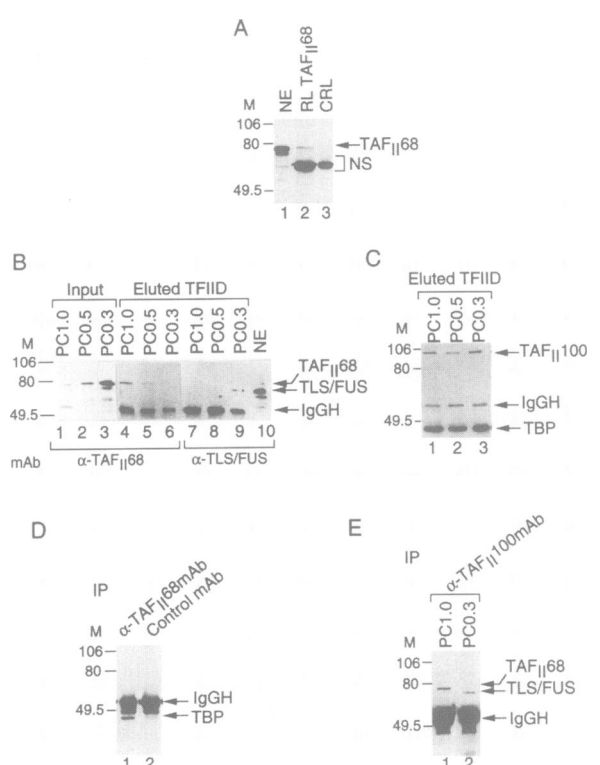 A
M NE RL TAFII68 CRL
106
80
TAFII68
NS
49.5
1 2 3
B
Input Eluted TFIID
M PC1.0 PC0.5 PC0.3 PC1.0 PC0.5 PC0.3 PC1.0 PC0.5 PC0.3 NE
106
80
49.5
TAFII68
TLS/FUS
IgGH
1 2 3 4 5 6 7 8 9 10
mAb α-TAFII68 α-TLS/FUS
C
Eluted TFIID
M PC1.0 PC0.5 PC0.3
106
80
49.5
TAFII100
IgGH
TBP
1 2 3
D
IP
M α-TAFII68mAb Control mAb
106
80
49.5
IgGH
TBP
1 2
E
IP
α-TAFII100mAb
M PC1.0 PC0.3
106
80
49.5
TAFII68
TLS/FUS
IgGH
1 2